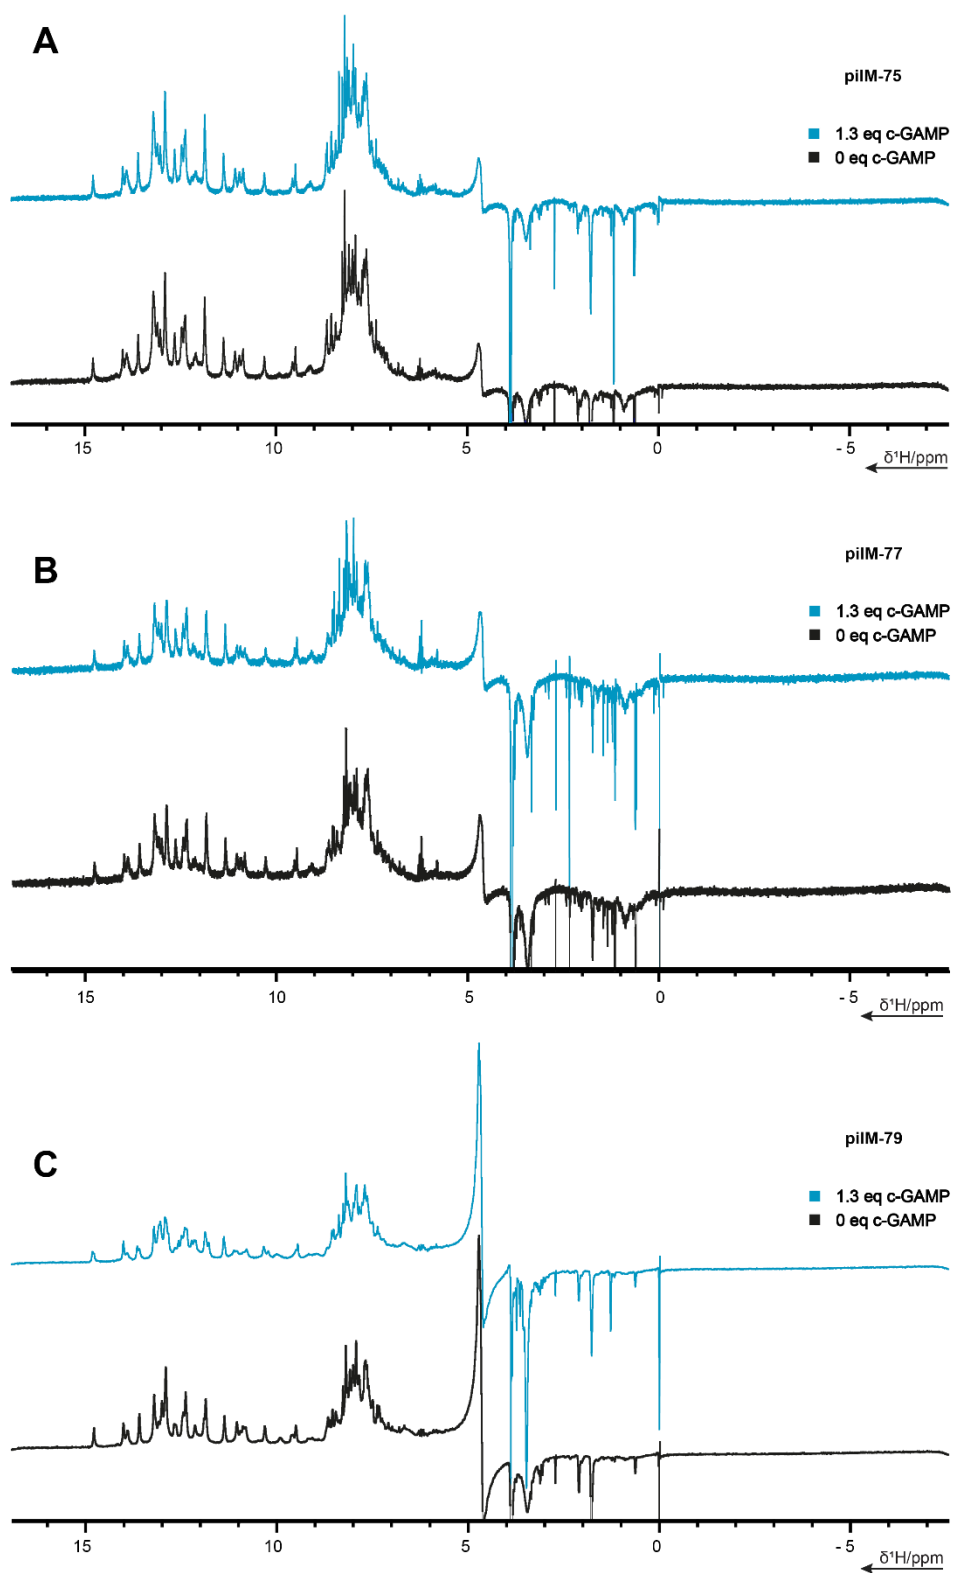 A
pilM-75
1.3 eq c-GAMP
0 eq c-GAMP
15 10 5 0 - 5
δ¹H/ppm
B
pilM-77
1.3 eq c-GAMP
0 eq c-GAMP
15 10 5 0 - 5
δ¹H/ppm
C
pilM-79
1.3 eq c-GAMP
0 eq c-GAMP
15 10 5 0 - 5
δ¹H/ppm